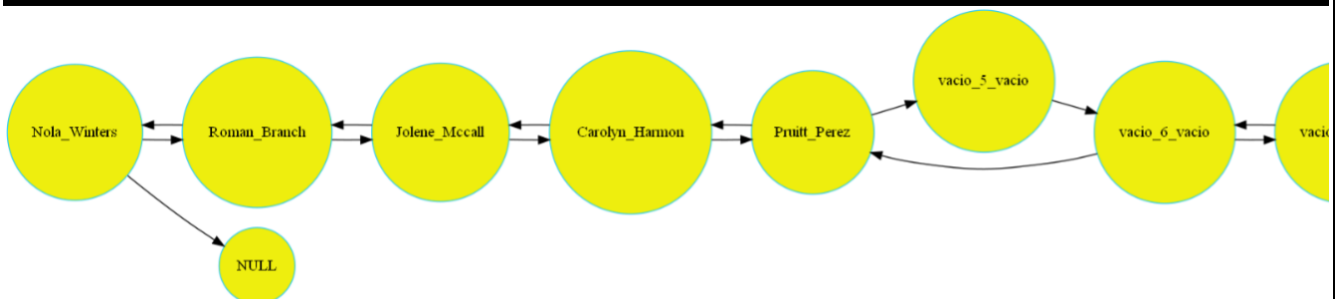 Nola_Winters
Roman_Branch
Jolene_Mccall
Carolyn_Harmon
Pruitt_Perez
vacio_5_vacio
vacio_6_vacio
NULL